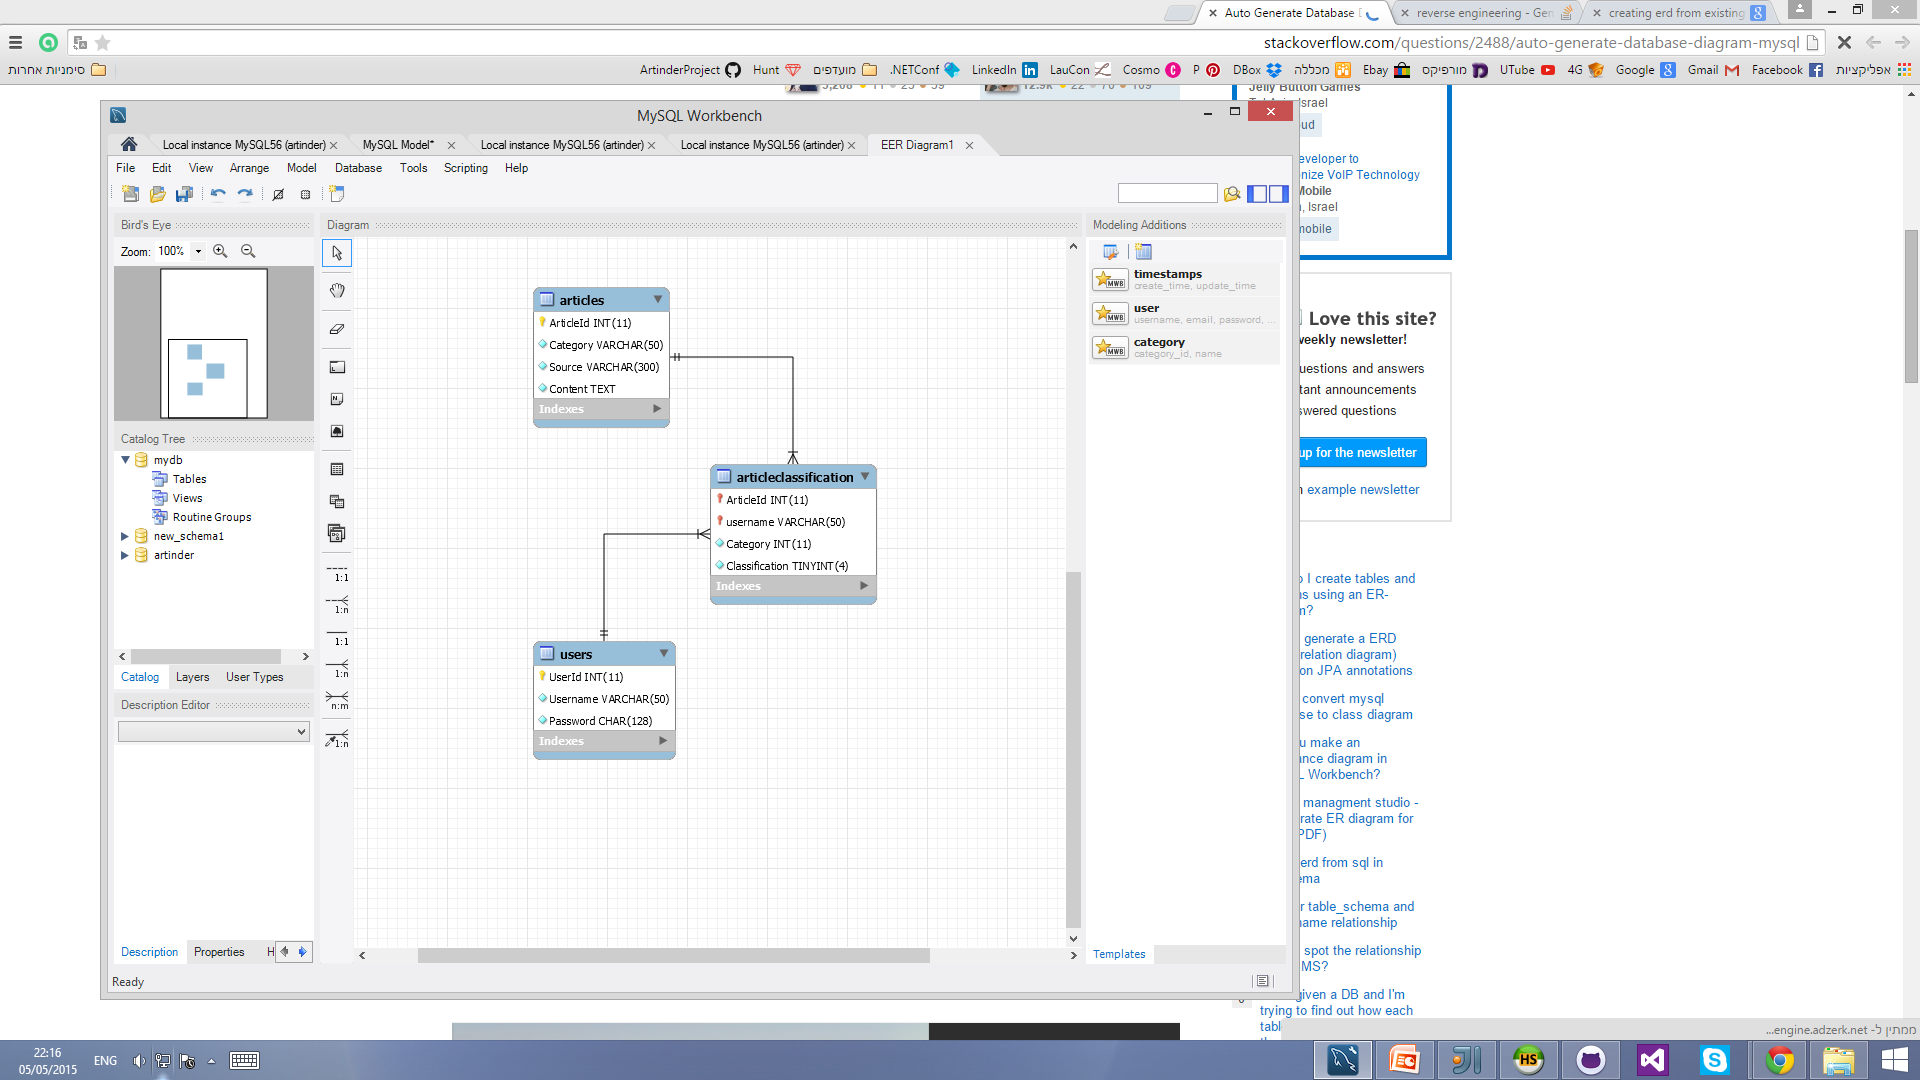 Auto Generate Database D
reverse engineering - Gen
creating erd from existing
stackoverflow.com/questions/2488/auto-generate-database-diagram-mysql
סימניות אחרות
ArtinderProject
Hunt
מועדפים
.NETConf
LinkedIn
LauCon
Cosmo
P
DBox
מכללה
Ebay
מורפיקס
UTube
4G
Google
Gmail
Facebook
אפליקציות
Jelly Button Games
Israel
oud
eveloper to
onize VoIP Technology
Mobile
, Israel
mobile
Love this site?
weekly newsletter!
uestions and answers
tant announcements
swered questions
up for the newsletter
example newsletter
I create tables and
ns using an ER-
m?
generate a ERD
relation diagram)
on JPA annotations
convert mysql
se to class diagram
u make an
nce diagram in
L Workbench?
managment studio -
rate ER diagram for
PDF)
erd from sql in
ema
r table_schema and
name relationship
spot the relationship
MS?
given a DB and I'm
trying to find out how each
MySQL Workbench
Local instance MySQL56 (artinder)
MySQL Model*
Local instance MySQL56 (artinder)
Local instance MySQL56 (artinder)
EER Diagram1
File
Edit
View
Arrange
Model
Database
Tools
Scripting
Help
Bird's Eye
Zoom: 100%
Catalog Tree
mydb
Tables
Views
Routine Groups
new_schema1
artinder
Catalog
Layers
User Types
Description Editor
Description
Properties
H
Ready
Diagram
1:1
1:n
1:1
1:n
n:m
1:n
articles
ArticleId INT(11)
Category VARCHAR(50)
Source VARCHAR(300)
Content TEXT
Indexes
articleclassification
ArticleId INT(11)
username VARCHAR(50)
Category INT(11)
Classification TINYINT(4)
Indexes
users
UserId INT(11)
Username VARCHAR(50)
Password CHAR(128)
Indexes
Modeling Additions
timestamps
create_time, update_time
user
username, email, password, ...
category
category_id, name
Templates
ממתין ל- engine.adzerk.net...
22:16
05/05/2015
ENG